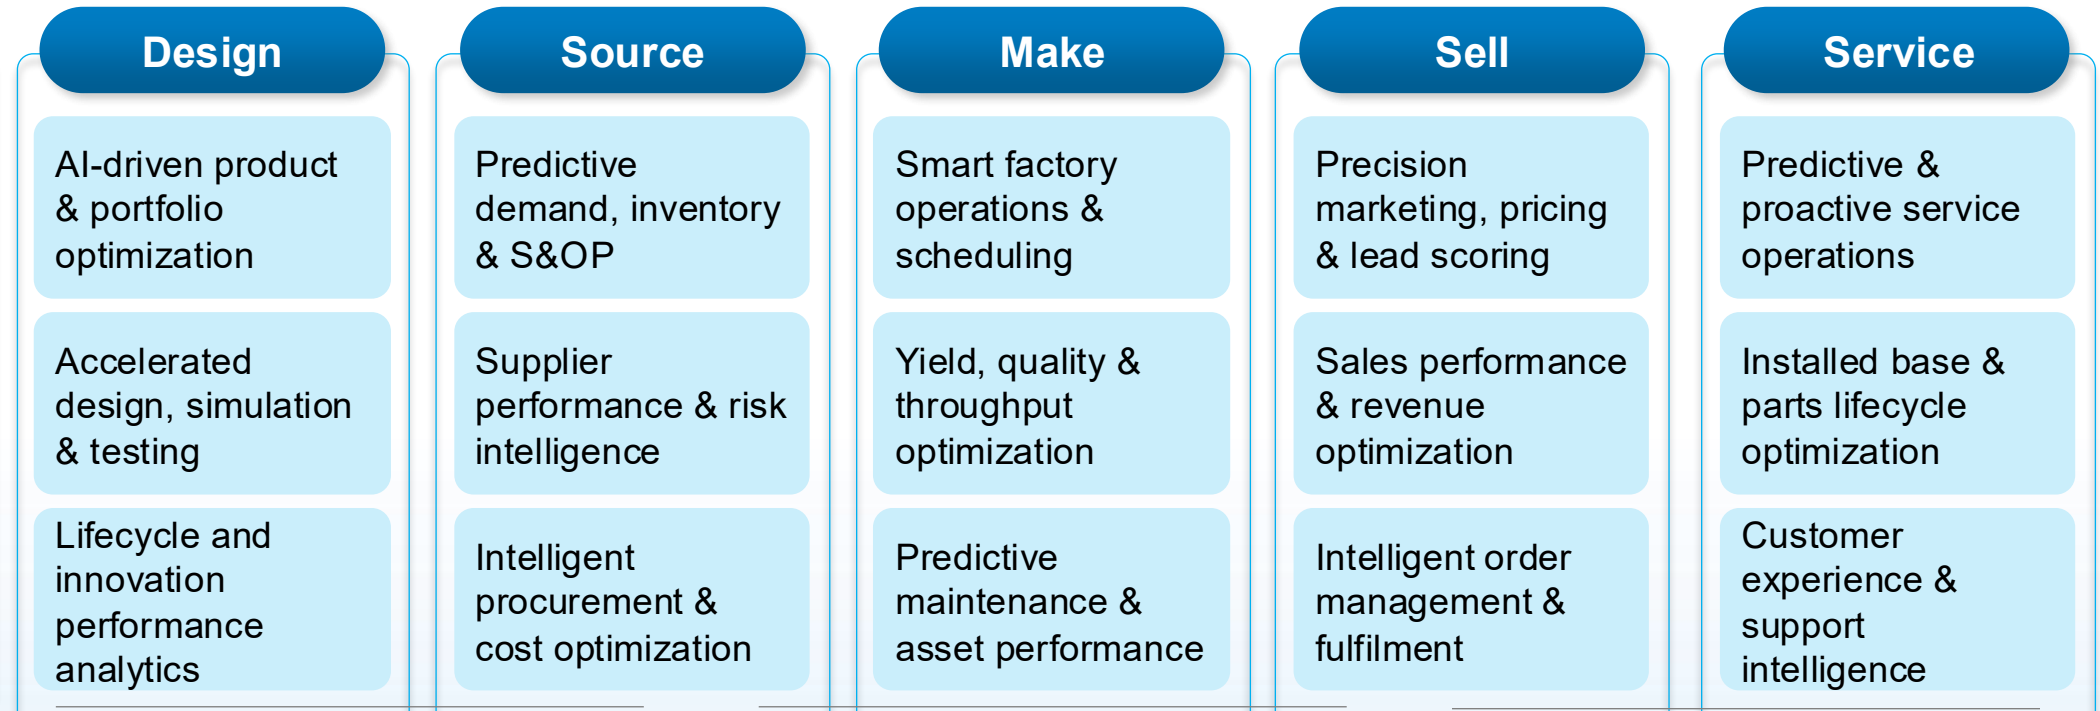 Design
AI-driven product
& portfolio
optimization
Accelerated
design, simulation
& testing
Lifecycle and
innovation
performance
analytics
Source
Predictive
demand, inventory
& S&OP
Supplier
performance & risk
intelligence
Intelligent
procurement &
cost optimization
Make
Smart factory
operations &
scheduling
Yield, quality &
throughput
optimization
Predictive
maintenance &
asset performance
Sell
Precision
marketing, pricing
& lead scoring
Sales performance
& revenue
optimization
Intelligent order
management &
fulfilment
Service
Predictive &
proactive service
operations
Installed base &
parts lifecycle
optimization
Customer
experience &
support
intelligence